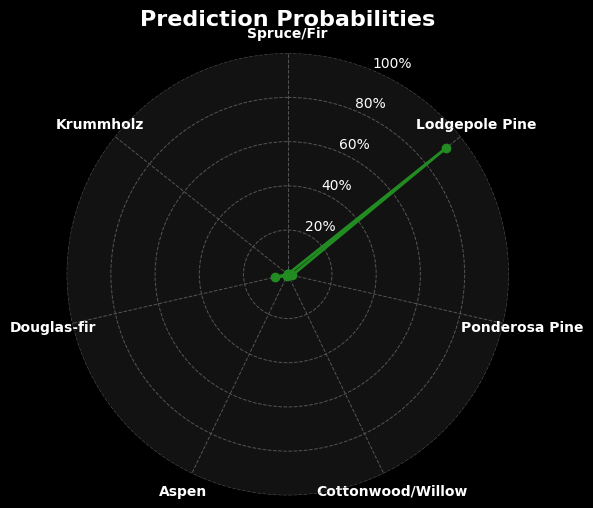 Prediction Probabilities
Spruce/Fir
100%
80%
Krummholz
Lodgepole Pine
60%
40%
20%
Douglas-fir
Ponderosa Pine
Aspen
Cottonwood/Willow